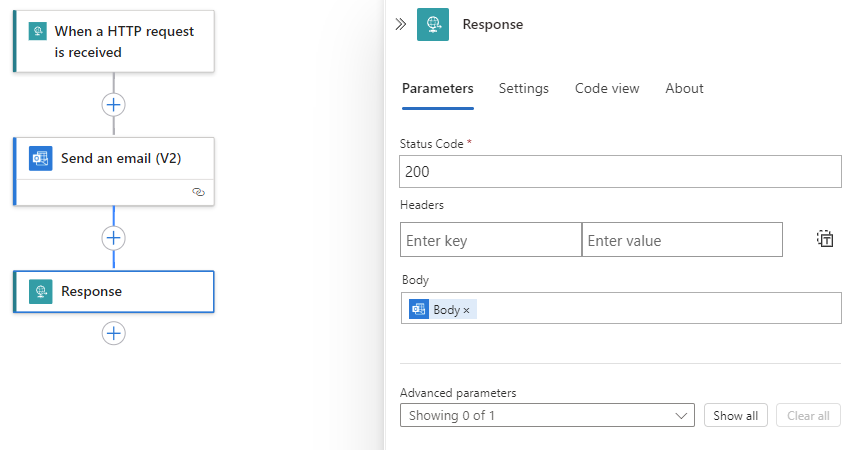 When a HTTP request
is received
Send an email (V2)
Response
Response
Parameters Settings Code view About
Status Code *
200
Headers
Enter key Enter value
Body
Body ×
Advanced parameters
Showing 0 of 1 Show all Clear all